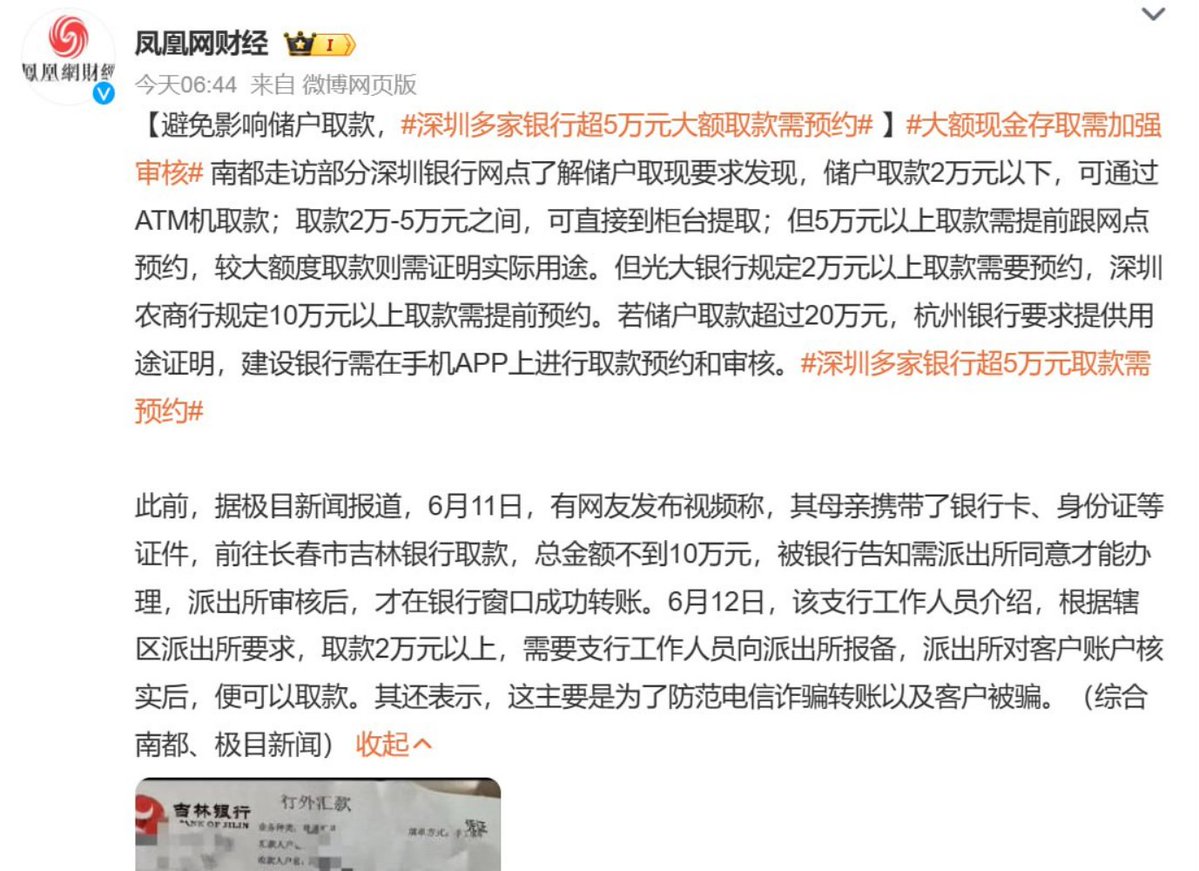 凤凰网财经
I
鳳凰網財經
今天06:44 来自 微博网页版
【避免影响储户取款，#深圳多家银行超5万元大额取款需预约# 】#大额现金存取需加强
审核# 南都走访部分深圳银行网点了解储户取现要求发现，储户取款2万元以下，可通过
ATM机取款；取款2万-5万元之间，可直接到柜台提取；但5万元以上取款需提前跟网点
预约，较大额度取款则需证明实际用途。但光大银行规定2万元以上取款需要预约，深圳
农商行规定10万元以上取款需提前预约。若储户取款超过20万元，杭州银行要求提供用
途证明，建设银行需在手机APP上进行取款预约和审核。#深圳多家银行超5万元取款需
预约#
此前，据极目新闻报道，6月11日，有网友发布视频称，其母亲携带了银行卡、身份证等
证件，前往长春市吉林银行取款，总金额不到10万元，被银行告知需派出所同意才能办
理，派出所审核后，才在银行窗口成功转账。6月12日，该支行工作人员介绍，根据辖
区派出所要求，取款2万元以上，需要支行工作人员向派出所报备，派出所对客户账户核
实后，便可以取款。其还表示，这主要是为了防范电信诈骗转账以及客户被骗。（综合
南都、极目新闻） 收起
吉林银行 行外汇款
BANK OF JILIN
业务种类：
汇款人户
收款人户名：
凭证